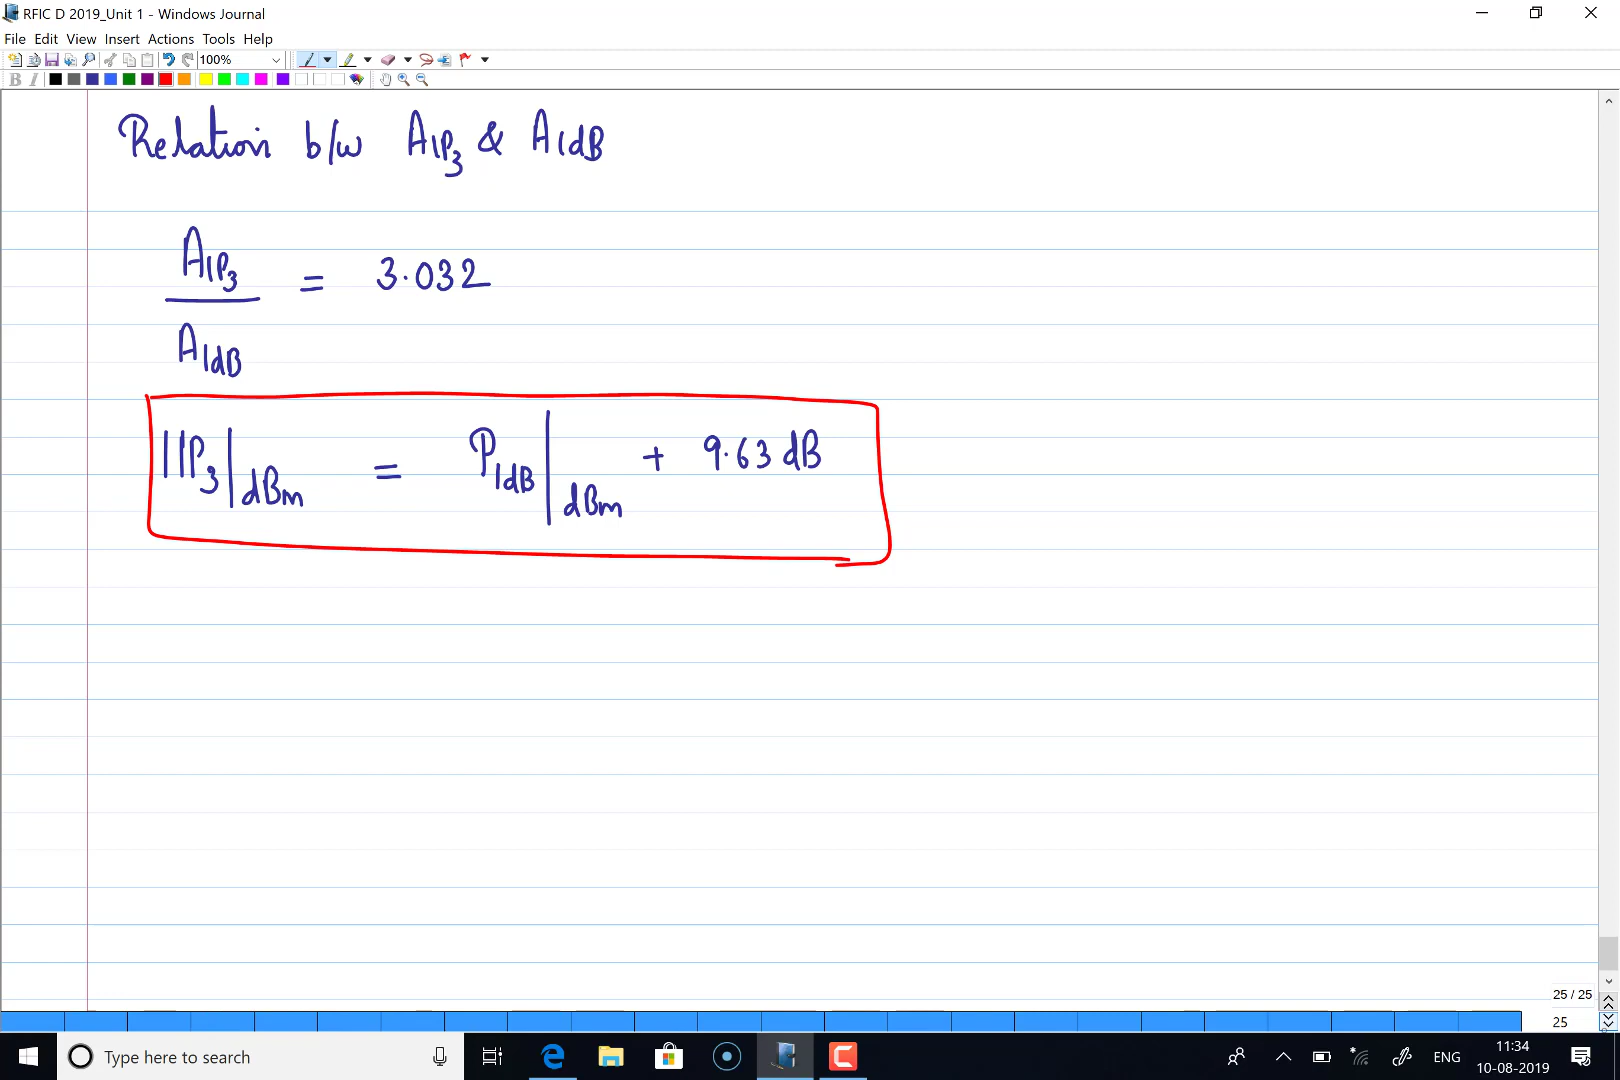 RFIC D 2019_Unit 1 - Windows Journal
File Edit View Insert Actions Tools Help
100%
B I
Relation b/w AIP3 & A1dB
AIP3 / A1dB = 3.032
IIP3|dBm = P1dB|dBm + 9.63 dB
25 / 25
25
Type here to search
ENG
11:34
10-08-2019